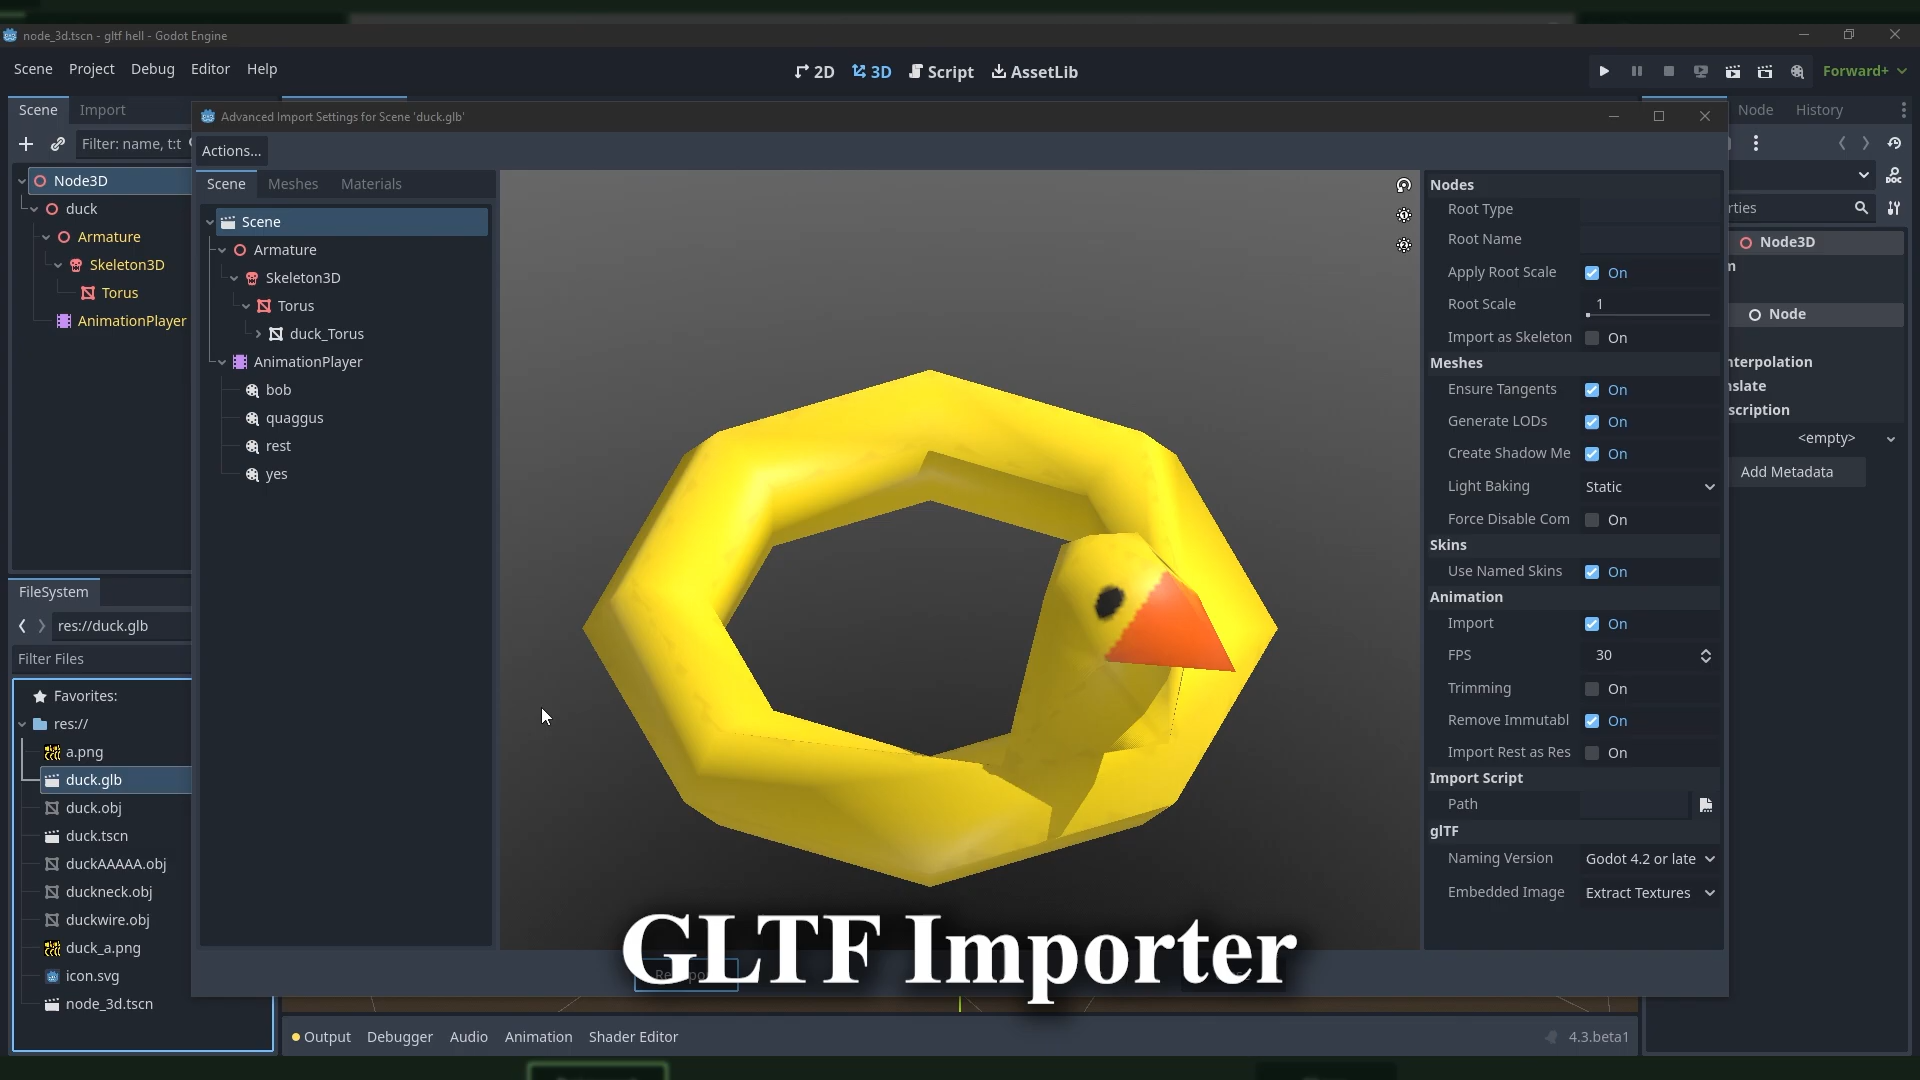 node_3d.tscn - gltf hell - Godot Engine
Scene Project Debug Editor Help
2D 3D Script AssetLib
Forward+
Scene Import
Node History
Advanced Import Settings for Scene 'duck.glb'
Filter: name, t:t
Actions...
Node3D
duck
Armature
Skeleton3D
Torus
AnimationPlayer
Scene Meshes Materials
Scene
Armature
Skeleton3D
Torus
duck_Torus
AnimationPlayer
bob
quaggus
rest
yes
Nodes
Root Type
Root Name
Apply Root Scale On
Root Scale 1
Import as Skeleton On
Meshes
Ensure Tangents On
Generate LODs On
Create Shadow Me On
Light Baking Static
Force Disable Com On
Skins
Use Named Skins On
Animation
Import On
FPS 30
Trimming On
Remove Immutabl On
Import Rest as Res On
Import Script
Path
glTF
Naming Version Godot 4.2 or late
Embedded Image Extract Textures
DOC
rties
Node3D
n
Node
nterpolation
nslate
scription
<empty>
Add Metadata
FileSystem
res://duck.glb
Filter Files
Favorites:
res://
a.png
duck.glb
duck.obj
duck.tscn
duckAAAAA.obj
duckneck.obj
duckwire.obj
duck_a.png
icon.svg
node_3d.tscn
GLTF Importer
Output Debugger Audio Animation Shader Editor
4.3.beta1